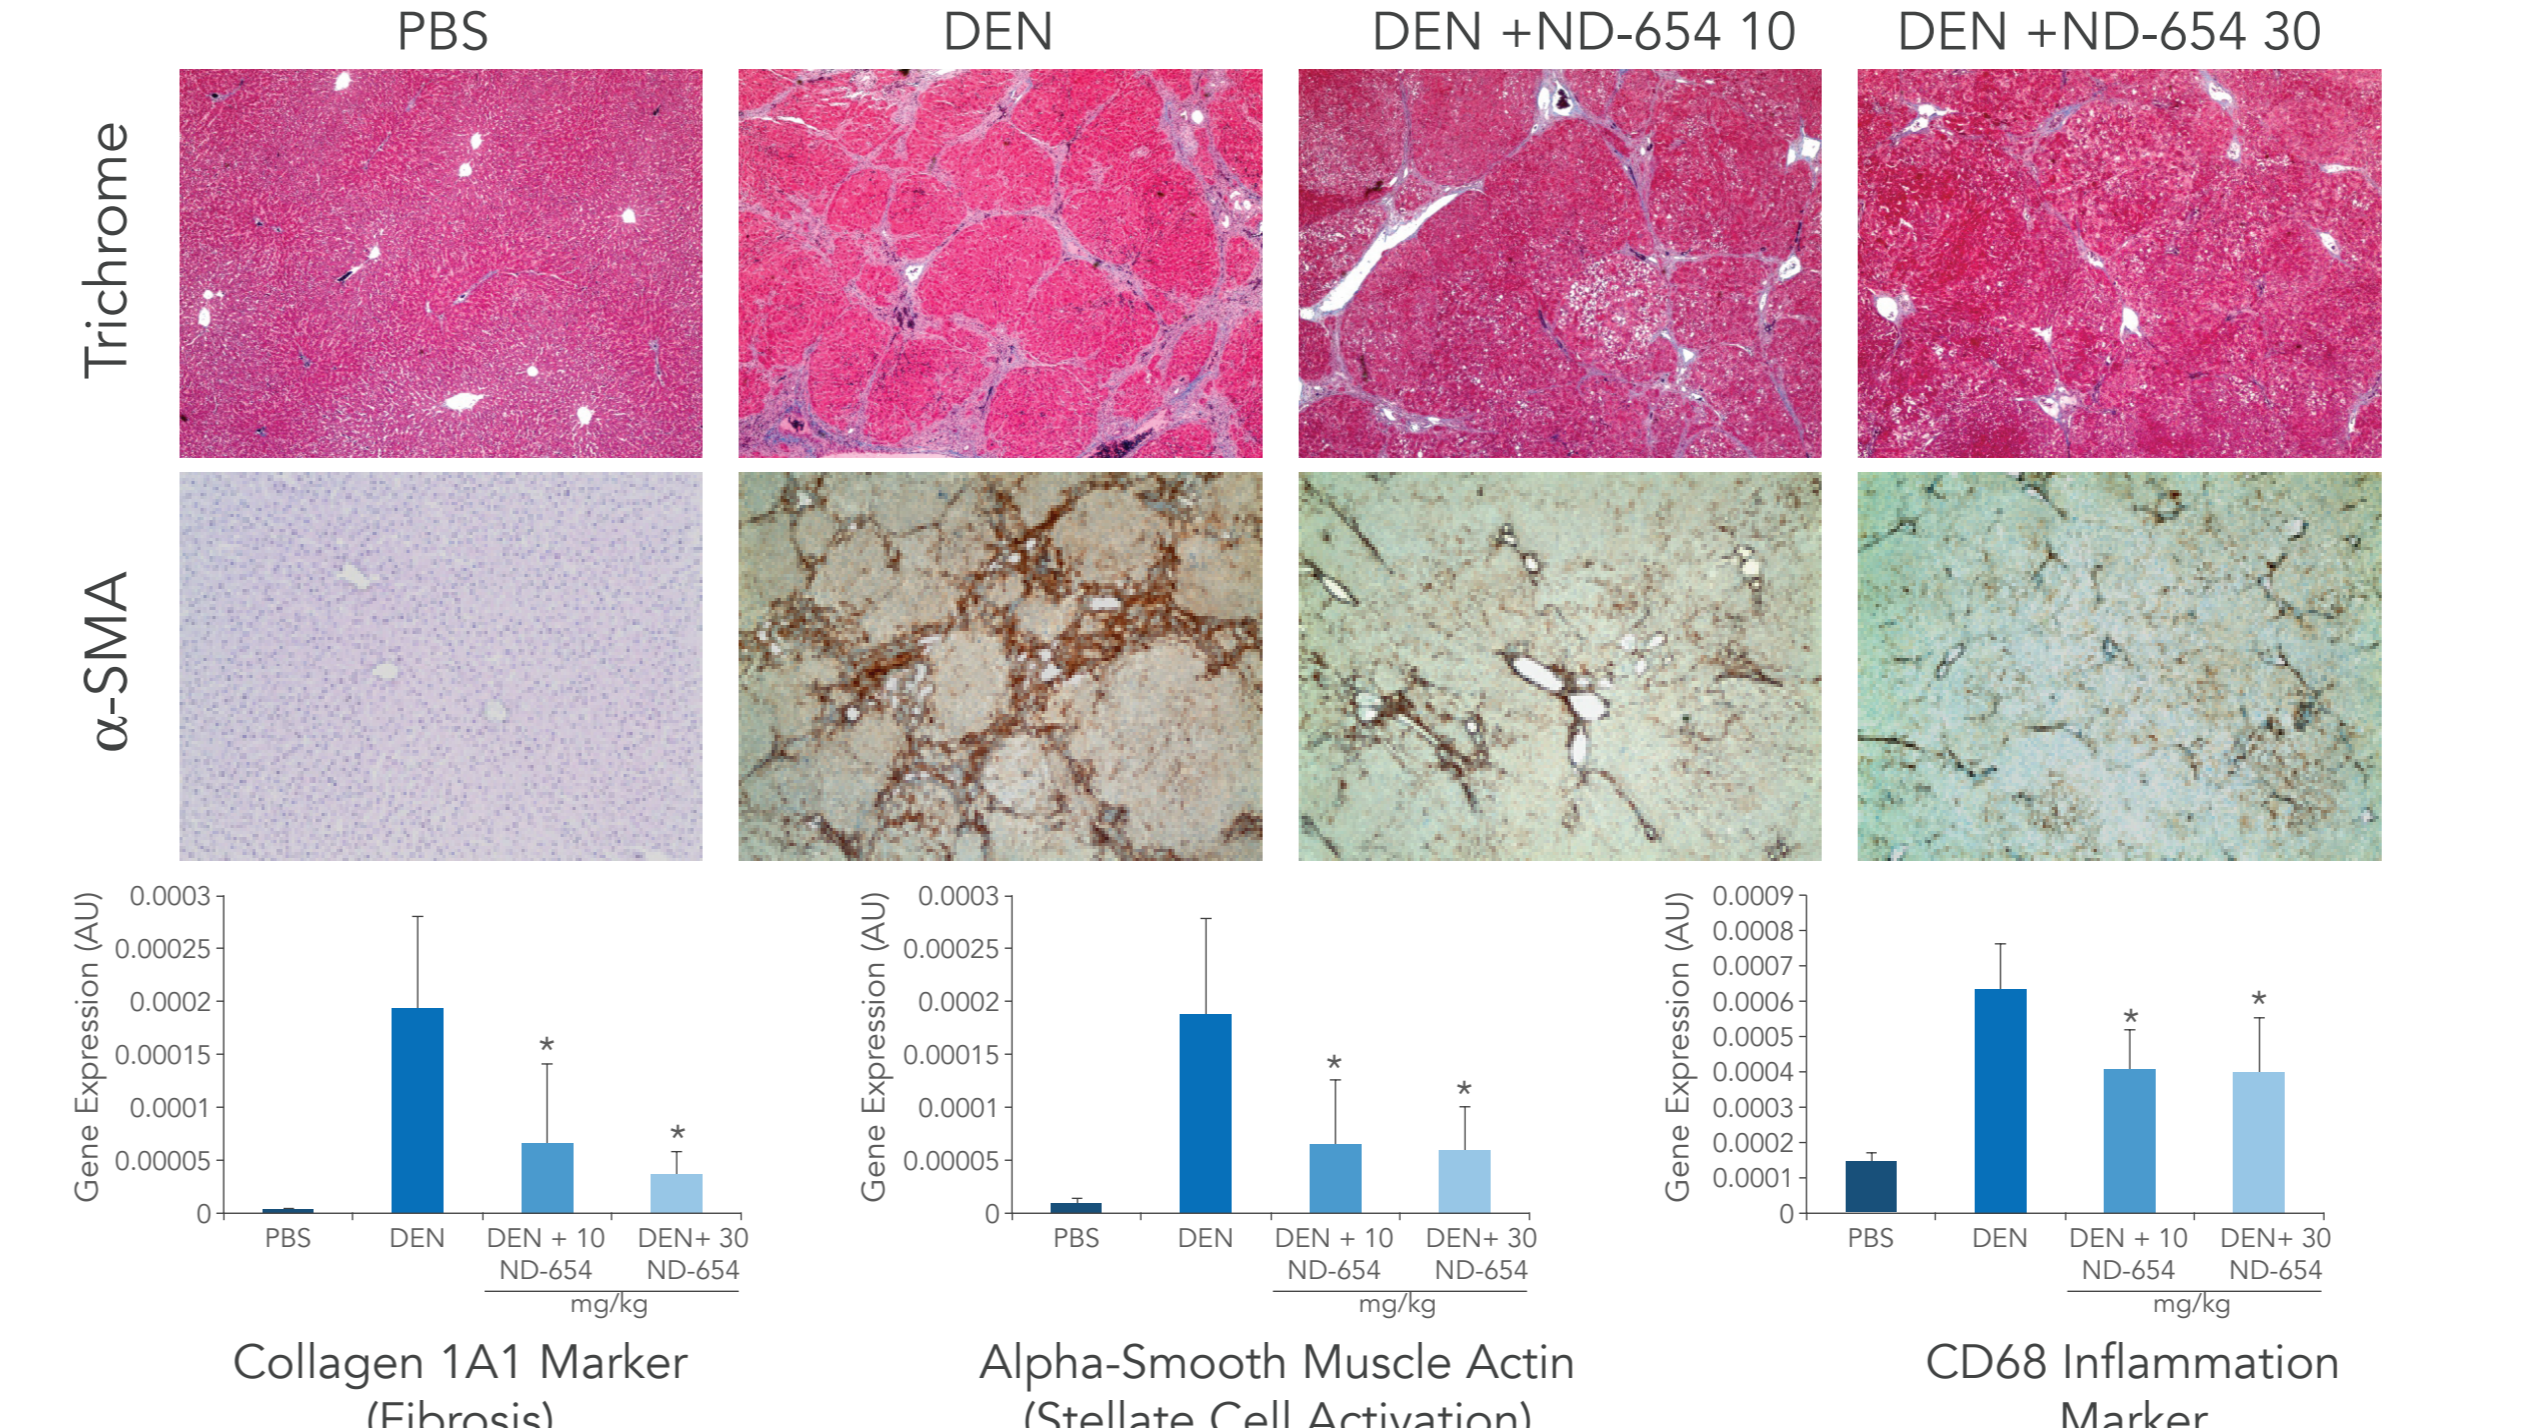 PBS
DEN
DEN +ND-654 10
DEN +ND-654 30
Trichrome
α-SMA
Gene Expression (AU)
0.0003
0.00025
0.0002
0.00015
0.0001
0.00005
0
*
*
PBS
DEN
DEN + 10
ND-654
DEN+ 30
ND-654
mg/kg
Collagen 1A1 Marker
(Fibrosis)
Gene Expression (AU)
0.0003
0.00025
0.0002
0.00015
0.0001
0.00005
0
*
*
PBS
DEN
DEN + 10
ND-654
DEN+ 30
ND-654
mg/kg
Alpha-Smooth Muscle Actin
(Stellate Cell Activation)
Gene Expression (AU)
0.0009
0.0008
0.0007
0.0006
0.0005
0.0004
0.0003
0.0002
0.0001
0
*
*
PBS
DEN
DEN + 10
ND-654
DEN+ 30
ND-654
mg/kg
CD68 Inflammation
Marker